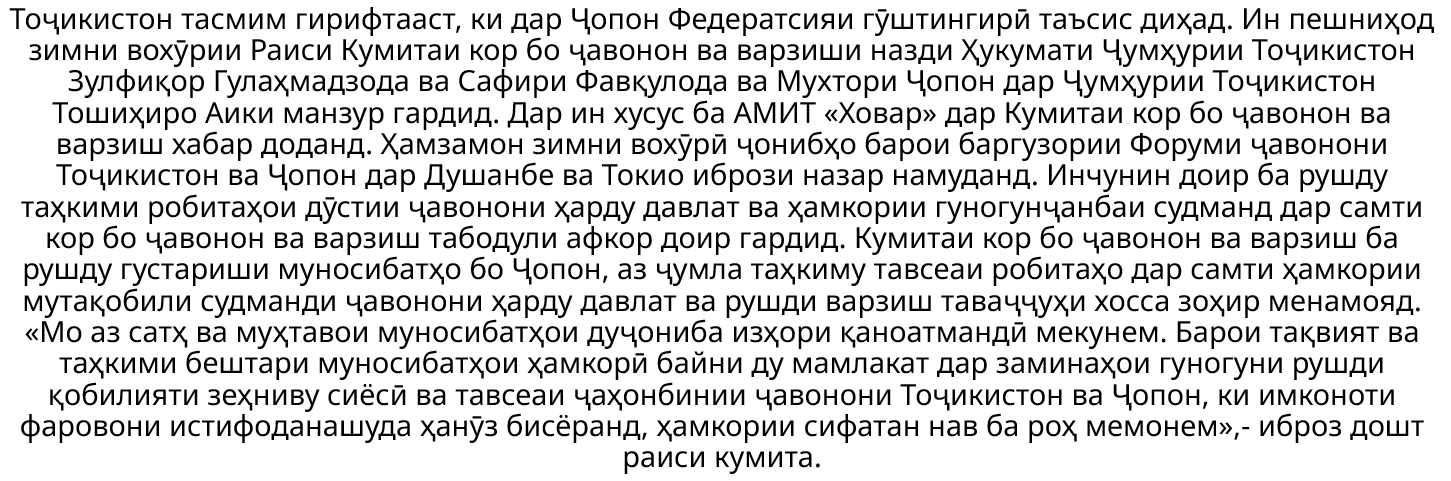 Тоҷикистон тасмим гирифтааст, ки дар Ҷопон Федератсияи гӯштингирӣ таъсис диҳад. Ин пешниҳод
зимни вохӯрии Раиси Кумитаи кор бо ҷавонон ва варзиши назди Ҳукумати Ҷумҳурии Тоҷикистон
Зулфиқор Гулаҳмадзода ва Сафири Фавқулода ва Мухтори Ҷопон дар Ҷумҳурии Тоҷикистон
Тошиҳиро Аики манзур гардид. Дар ин хусус ба АМИТ «Ховар» дар Кумитаи кор бо ҷавонон ва
варзиш хабар доданд. Ҳамзамон зимни вохӯрӣ ҷонибҳо барои баргузории Форуми ҷавонони
Тоҷикистон ва Ҷопон дар Душанбе ва Токио ибрози назар намуданд. Инчунин доир ба рушду
таҳкими робитаҳои дӯстии ҷавонони ҳарду давлат ва ҳамкории гуногунҷанбаи судманд дар самти
кор бо ҷавонон ва варзиш табодули афкор доир гардид. Кумитаи кор бо ҷавонон ва варзиш ба
рушду густариши муносибатҳо бо Ҷопон, аз ҷумла таҳкиму тавсеаи робитаҳо дар самти ҳамкории
мутақобили судманди ҷавонони ҳарду давлат ва рушди варзиш таваҷҷуҳи хосса зоҳир менамояд.
«Мо аз сатҳ ва муҳтавои муносибатҳои дуҷониба изҳори қаноатмандӣ мекунем. Барои тақвият ва
таҳкими бештари муносибатҳои ҳамкорӣ байни ду мамлакат дар заминаҳои гуногуни рушди
қобилияти зеҳниву сиёсӣ ва тавсеаи ҷаҳонбинии ҷавонони Тоҷикистон ва Ҷопон, ки имконоти
фаровони истифоданашуда ҳанӯз бисёранд, ҳамкории сифатан нав ба роҳ мемонем»,- иброз дошт
раиси кумита.